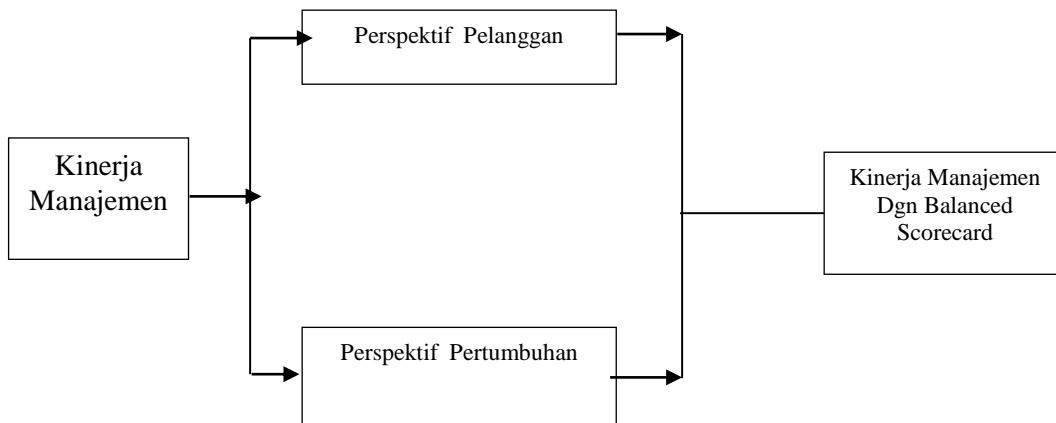 Perspektif Pelanggan
Kinerja
Manajemen
Kinerja Manajemen
Dgn Balanced
Scorecard
Perspektif Pertumbuhan